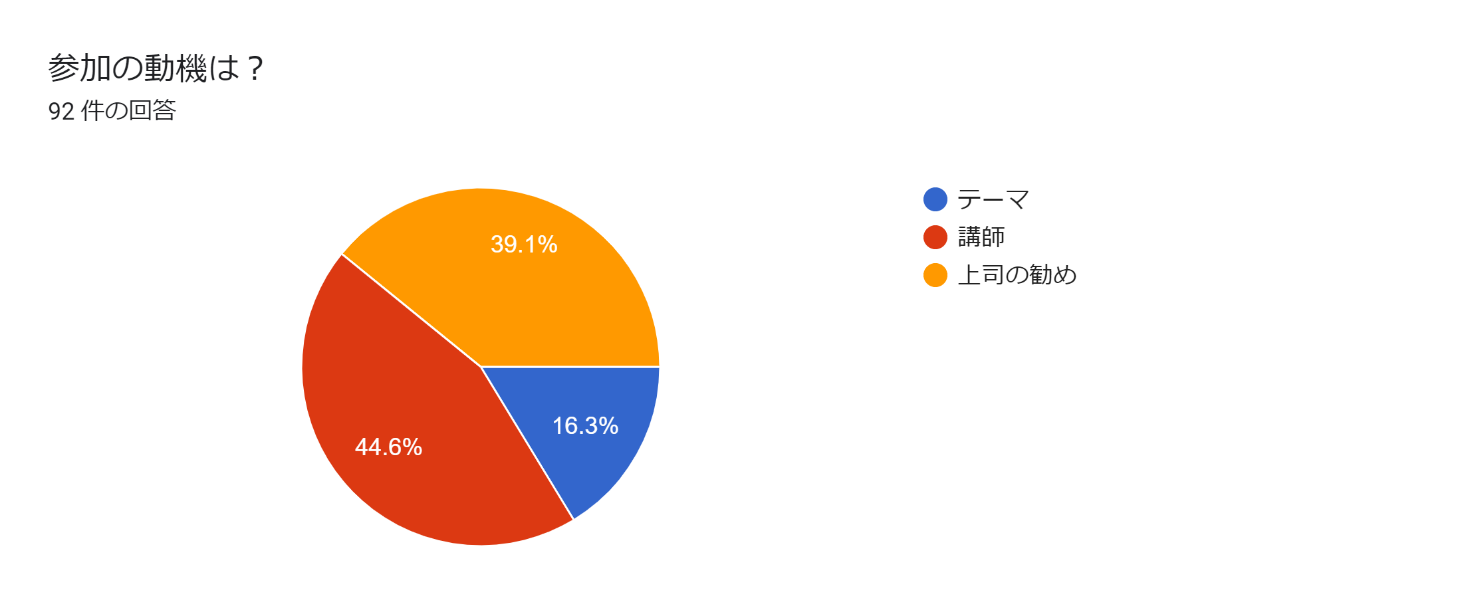 参加の動機は？
92 件の回答
39.1%
16.3%
44.6%
テーマ
講師
上司の勧め